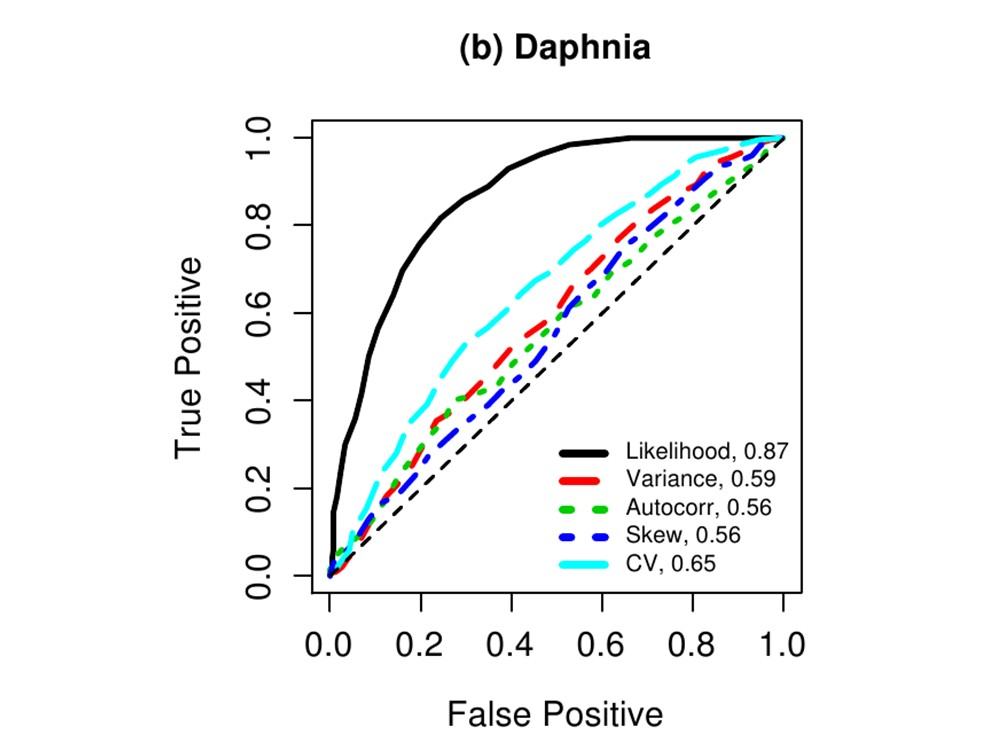 (b) Daphnia
True Positive
1.0
0.8
0.6
0.4
0.2
0.0
Likelihood, 0.87
Variance, 0.59
Autocorr, 0.56
Skew, 0.56
CV, 0.65
0.0 0.2 0.4 0.6 0.8 1.0
False Positive